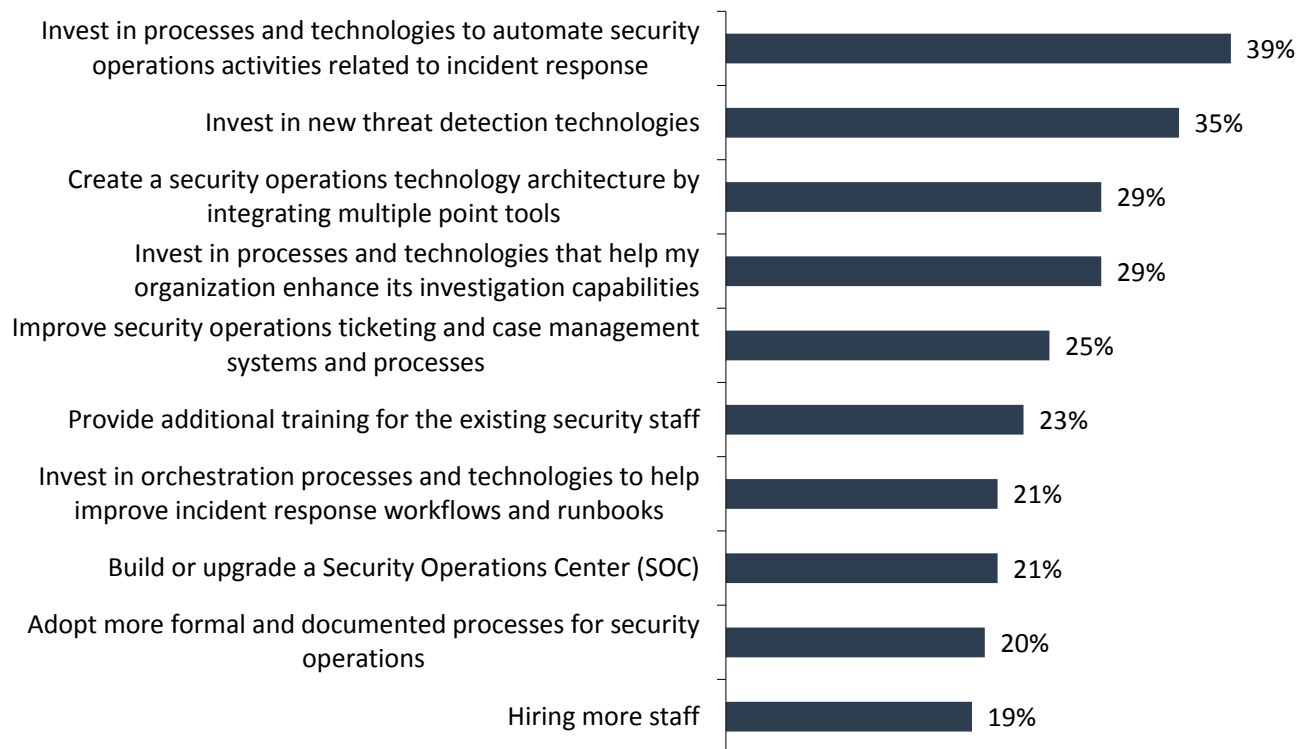 Invest in processes and technologies to automate security
operations activities related to incident response
39%
Invest in new threat detection technologies
35%
Create a security operations technology architecture by
integrating multiple point tools
29%
Invest in processes and technologies that help my
organization enhance its investigation capabilities
29%
Improve security operations ticketing and case management
systems and processes
25%
Provide additional training for the existing security staff
23%
Invest in orchestration processes and technologies to help
improve incident response workflows and runbooks
21%
Build or upgrade a Security Operations Center (SOC)
21%
Adopt more formal and documented processes for security
operations
20%
Hiring more staff
19%